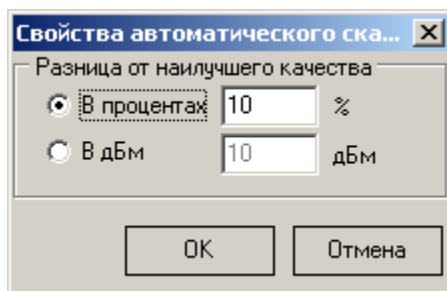 Свойства автоматического ска...
Разница от наилучшего качества
В процентах 10 %
В дБм 10 дБм
OK Отмена